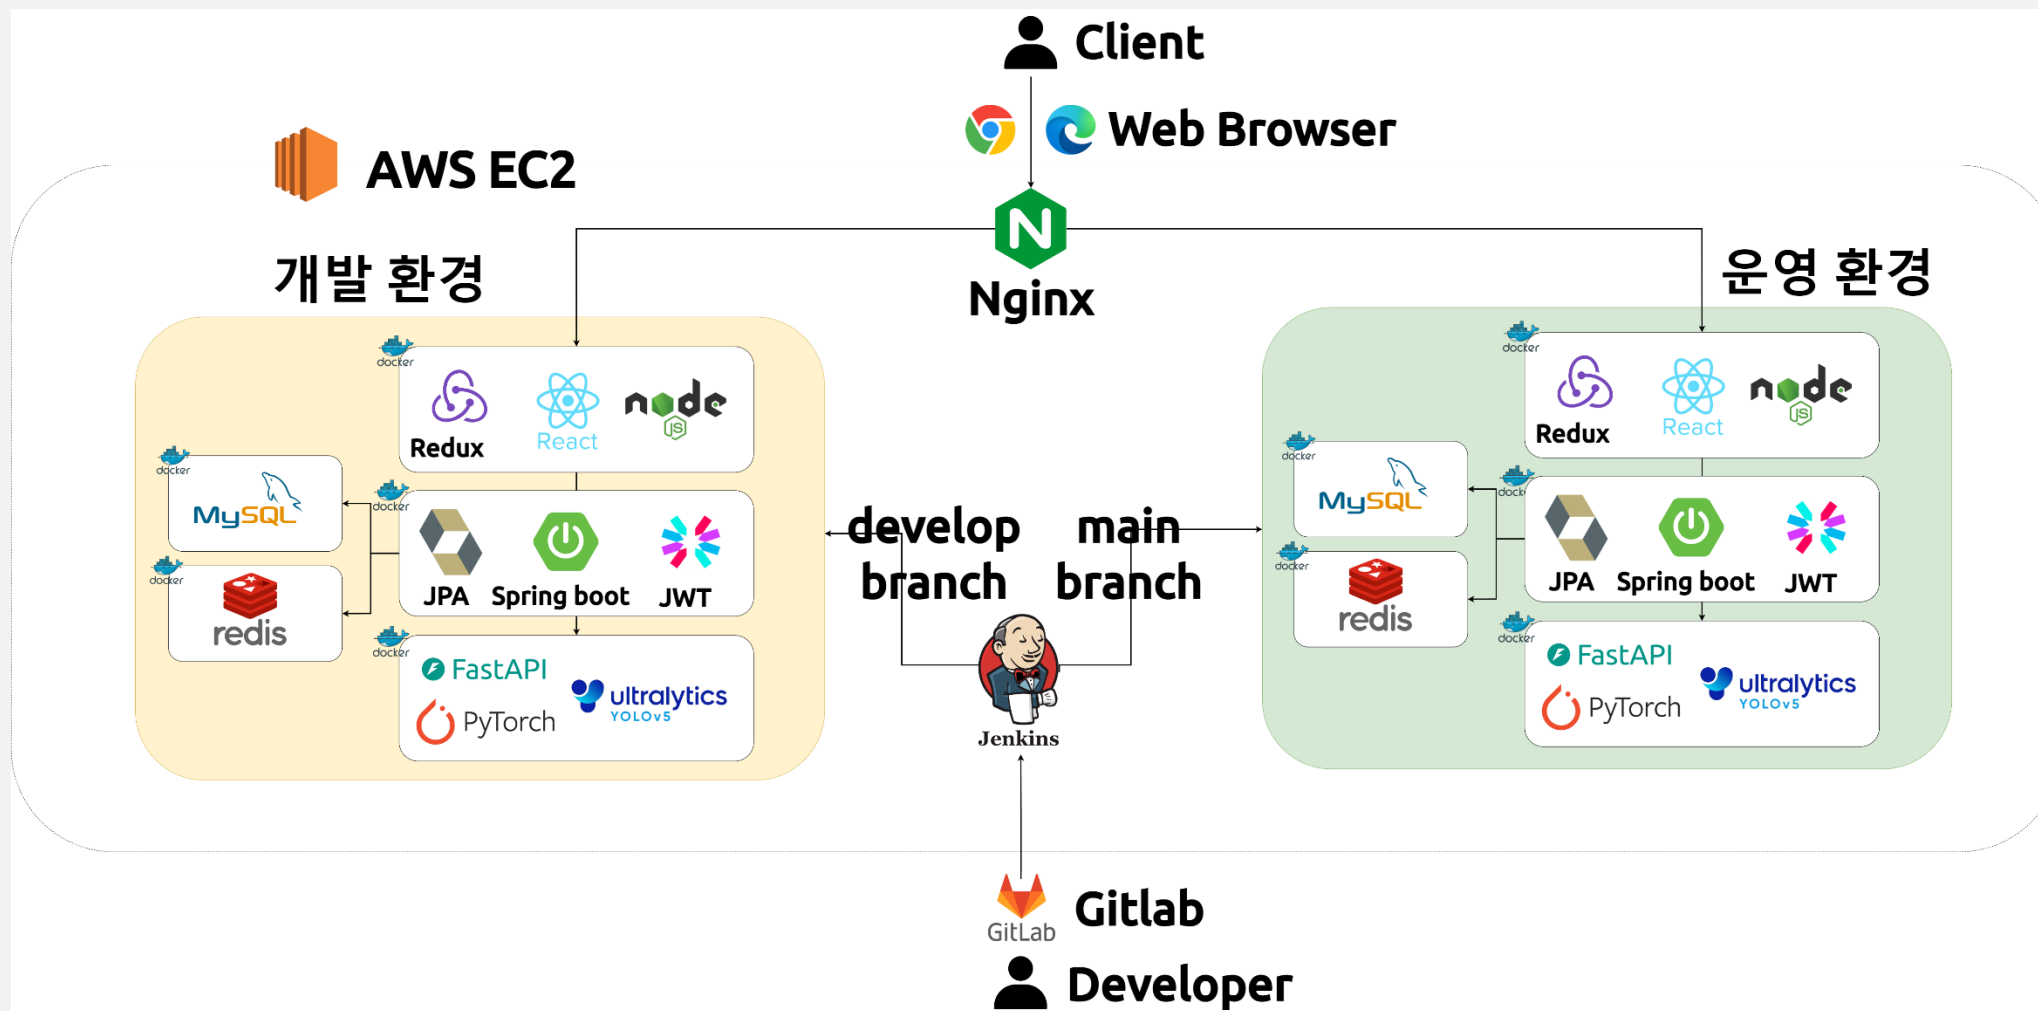 Client
Web Browser
AWS EC2
Nginx
개발 환경
운영 환경
docker
Redux
React
node
JS
docker
MySQL
docker
JPA
Spring boot
JWT
docker
redis
docker
FastAPI
PyTorch
ultralytics
YOLOv5
develop
branch
main
branch
Jenkins
docker
Redux
React
node
JS
docker
MySQL
docker
JPA
Spring boot
JWT
docker
redis
docker
FastAPI
PyTorch
ultralytics
YOLOv5
GitLab
Gitlab
Developer